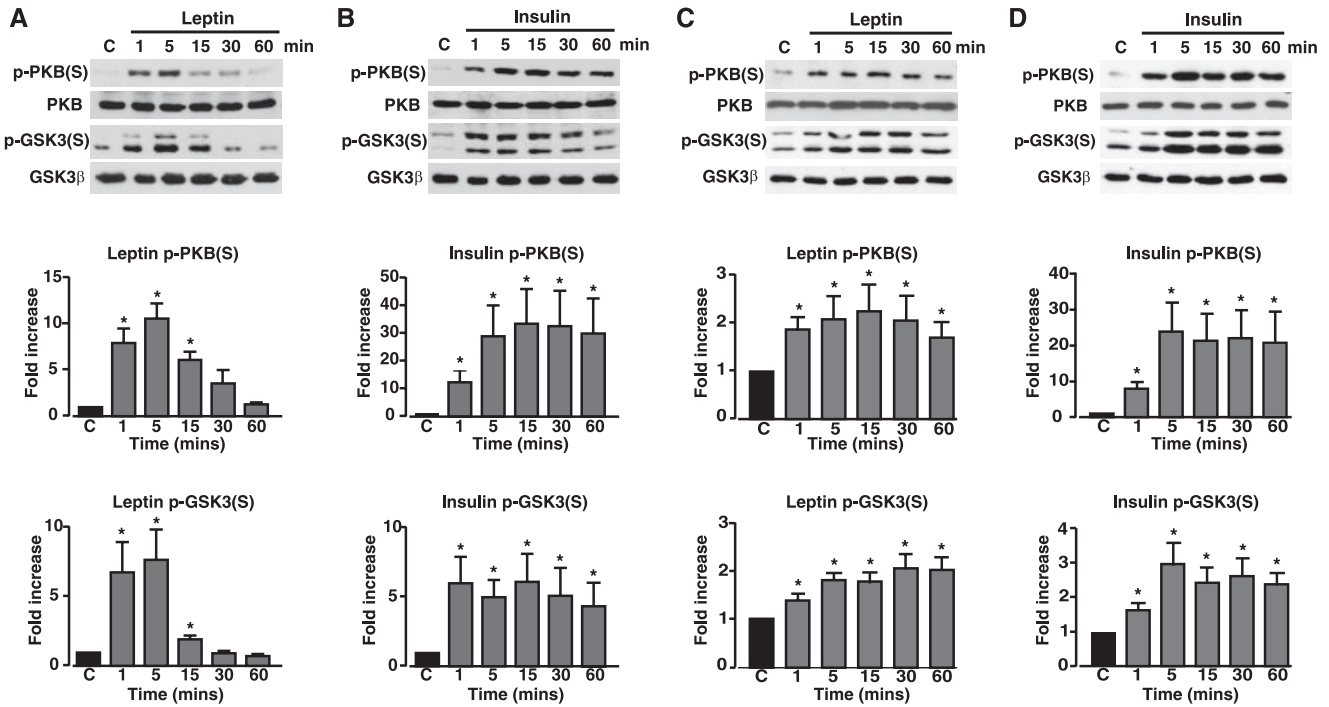 A
Leptin
C 1 5 15 30 60 min
p-PKB(S)
PKB
p-GSK3(S)
GSK3β
Leptin p-PKB(S)
Fold increase
15
10
5
0
C 1 5 15 30 60
Time (mins)
Leptin p-GSK3(S)
Fold increase
10
5
0
C 1 5 15 30 60
Time (mins)
B
Insulin
C 1 5 15 30 60
p-PKB(S)
PKB
p-GSK3(S)
GSK3β
Insulin p-PKB(S)
Fold increase
50
40
30
20
10
0
C 1 5 15 30 60
Time (mins)
Insulin p-GSK3(S)
Fold increase
10
5
0
C 1 5 15 30 60
Time (mins)
C
Leptin
C 1 5 15 30 60 min
p-PKB(S)
PKB
p-GSK3(S)
GSK3β
Leptin p-PKB(S)
Fold increase
3
2
1
0
C 1 5 15 30 60
Time (mins)
Leptin p-GSK3(S)
Fold increase
3
2
1
0
C 1 5 15 30 60
Time (mins)
D
Insulin
C 1 5 15 30 60
p-PKB(S)
PKB
p-GSK3(S)
GSK3β
Insulin p-PKB(S)
Fold increase
40
30
20
10
0
C 1 5 15 30 60
Time (mins)
Insulin p-GSK3(S)
Fold increase
4
3
2
1
0
C 1 5 15 30 60
Time (mins)